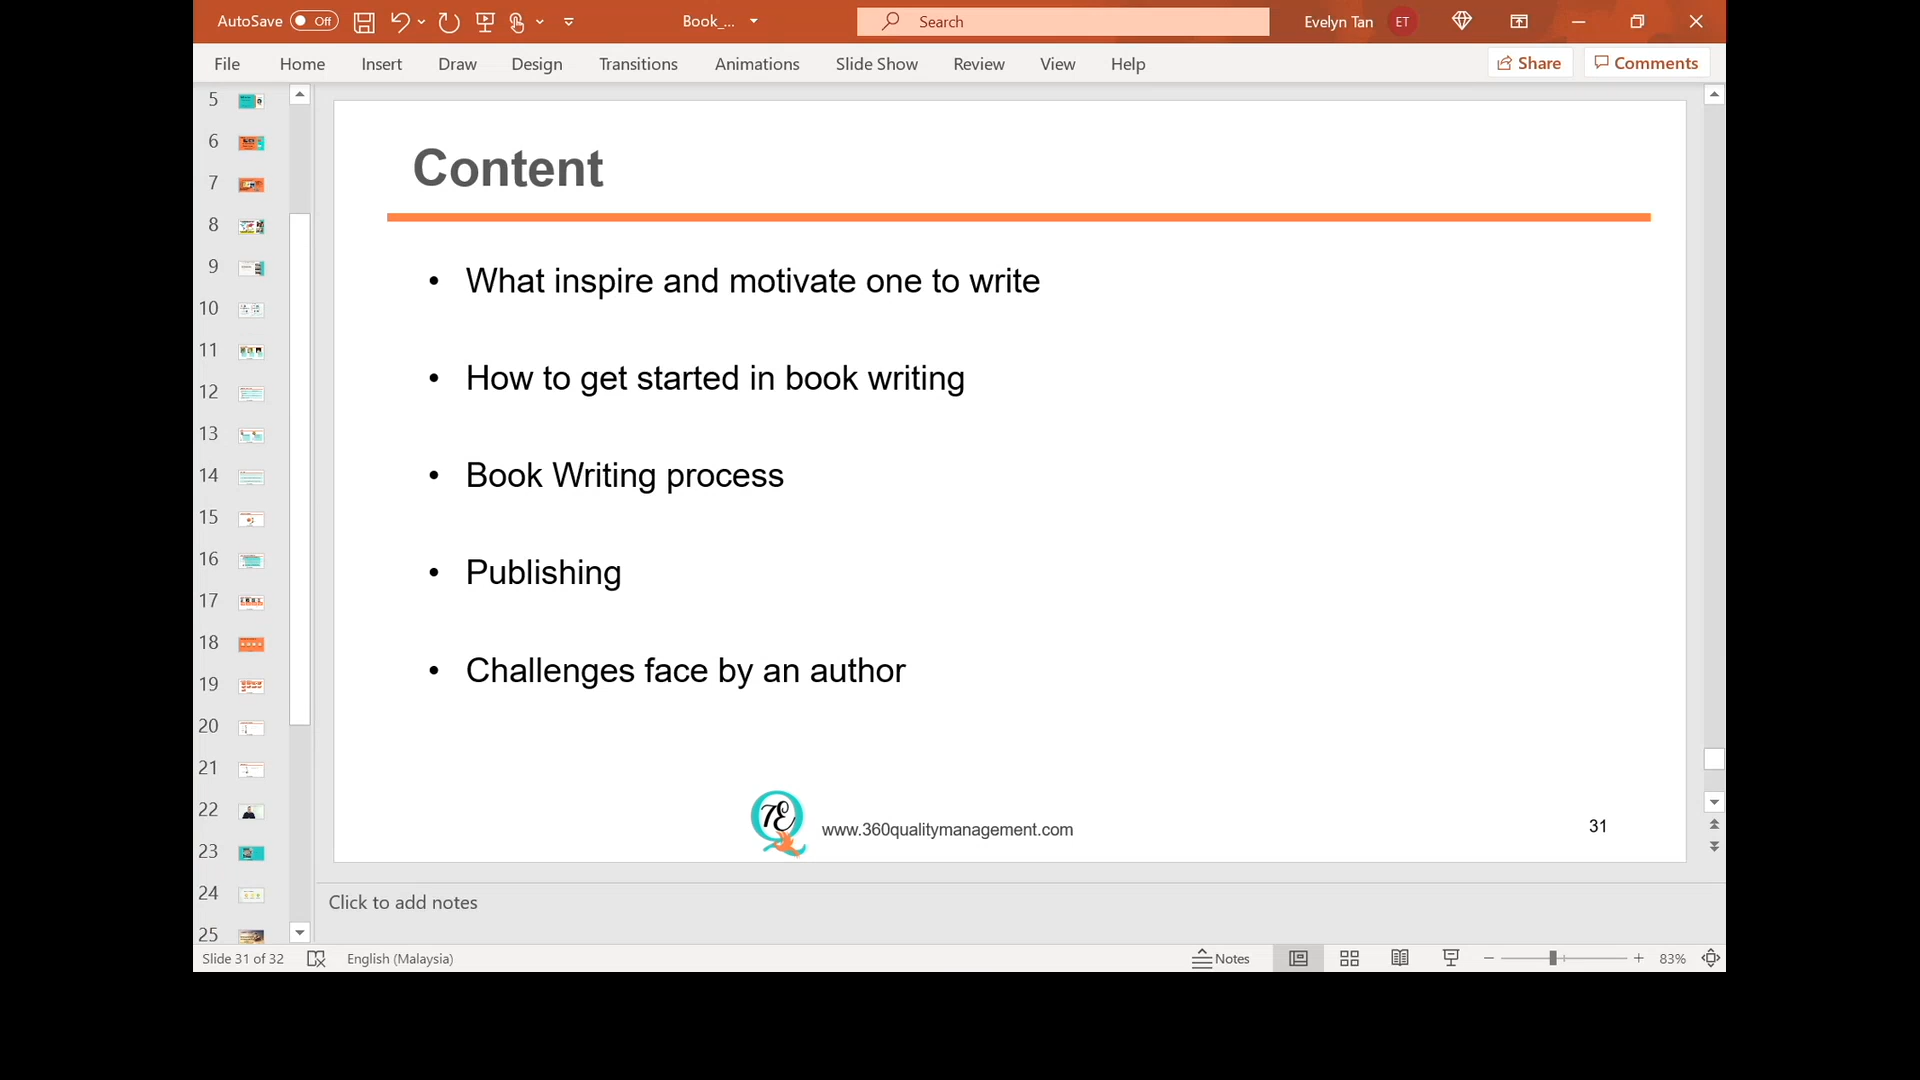 AutoSave Off Book_... Search Evelyn Tan ET
File Home Insert Draw Design Transitions Animations Slide Show Review View Help Share Comments
5
6
7
8
9
10
11
12
13
14
15
16
17
18
19
20
21
22
23
24
25
Content
• What inspire and motivate one to write
• How to get started in book writing
• Book Writing process
• Publishing
• Challenges face by an author
7E www.360qualitymanagement.com 31
Click to add notes
Slide 31 of 32 English (Malaysia) Notes 83%